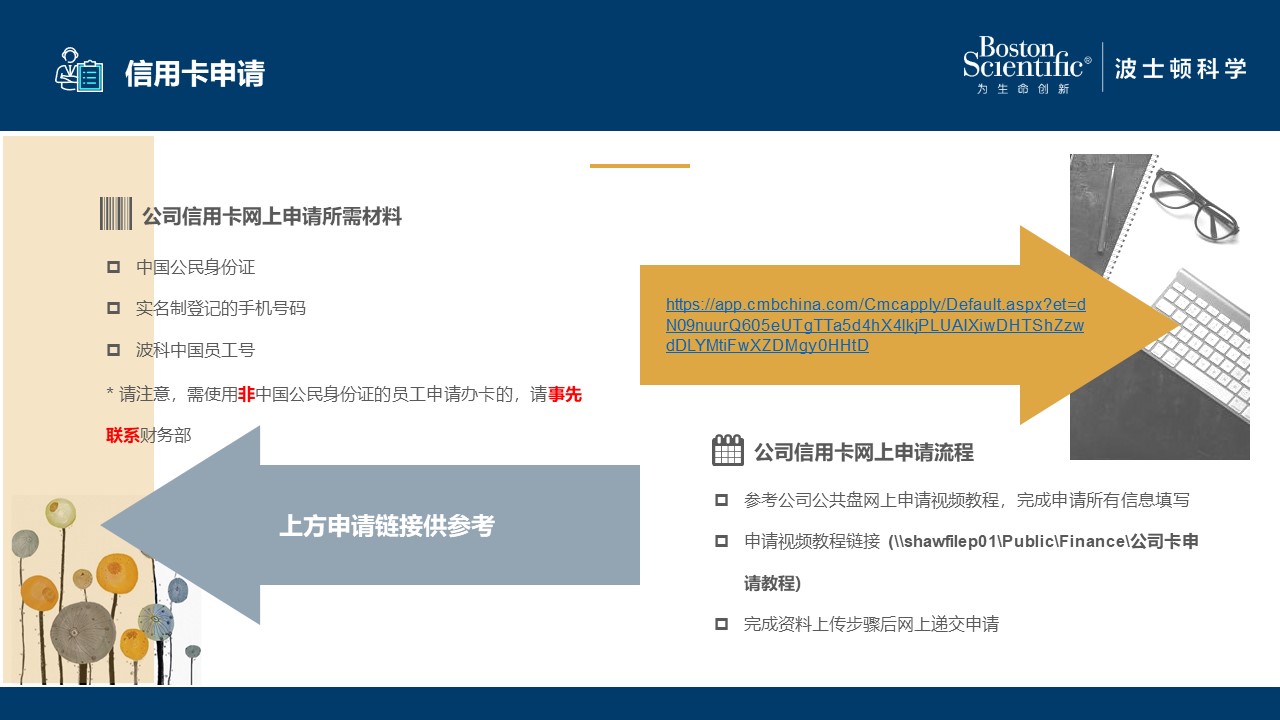 信用卡申请
Boston
Scientific®
为生命创新
波士顿科学
公司信用卡网上申请所需材料
中国公民身份证
实名制登记的手机号码
波科中国员工号
* 请注意，需使用非中国公民身份证的员工申请办卡的，请事先
联系财务部
上方申请链接供参考
https://app.cmbchina.com/Cmcapply/Default.aspx?et=d
N09nuurQ605eUTgTTa5d4hX4lkjPLUAlXiwDHTShZzw
dDLYMtiFwXZDMgy0HHtD
公司信用卡网上申请流程
参考公司公共盘网上申请视频教程，完成申请所有信息填写
申请视频教程链接 (\\shawfilep01\Public\Finance\公司卡申
请教程)
完成资料上传步骤后网上递交申请